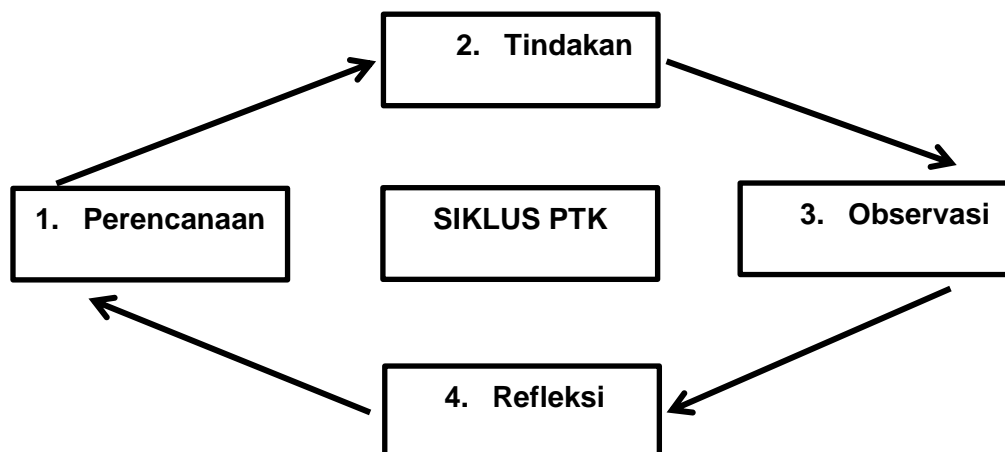 2. Tindakan
1. Perencanaan
SIKLUS PTK
3. Observasi
4. Refleksi